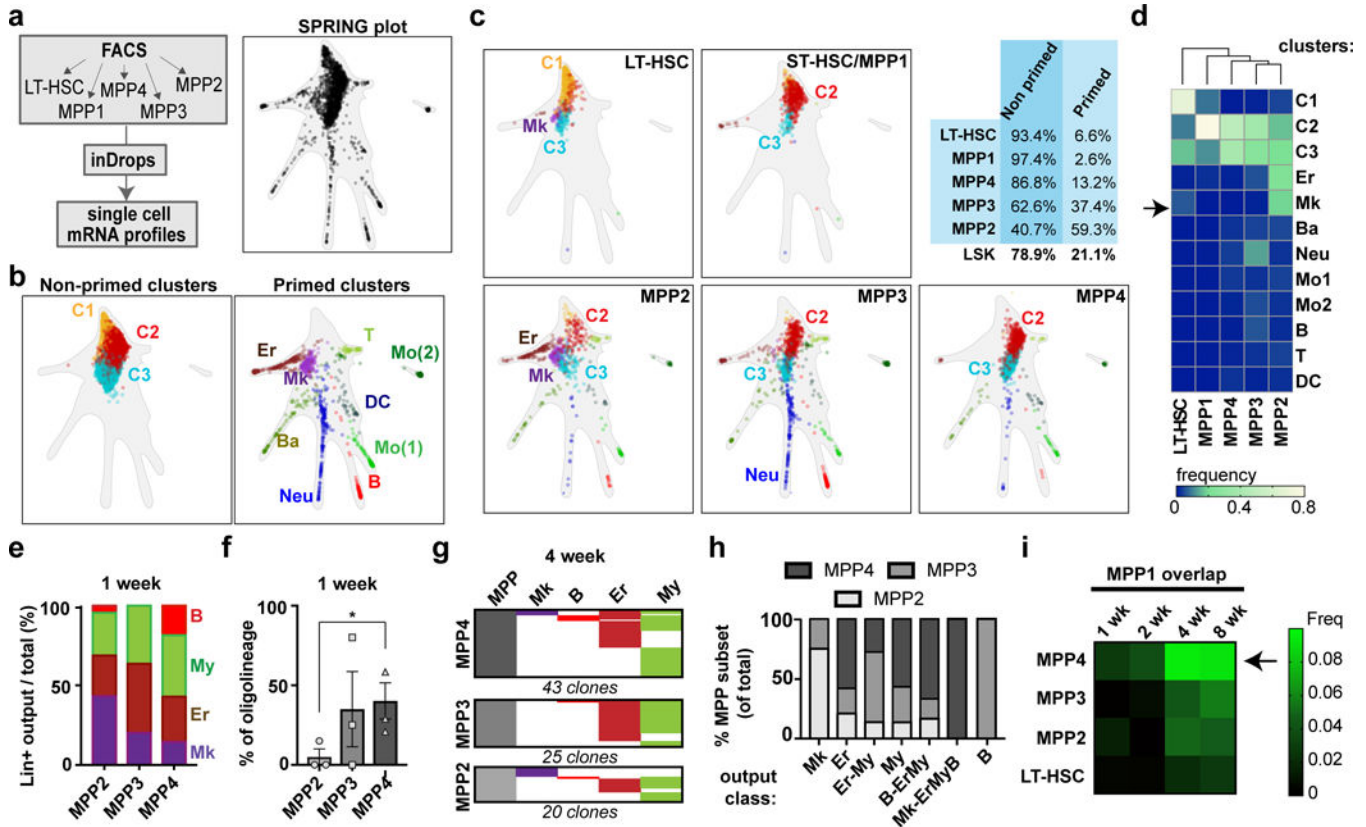 a
FACS
LT-HSC
MPP4
MPP2
MPP1
MPP3
inDrops
single cell
mRNA profiles
SPRING plot
b
Non-primed clusters
C1
C2
C3
Primed clusters
Er
T
Mo(2)
Mk
DC
Ba
Mo(1)
Neu
B
c
LT-HSC
C1
Mk
C3
ST-HSC/MPP1
C2
C3
Non primed
Primed
LT-HSC 93.4% 6.6%
MPP1 97.4% 2.6%
MPP4 86.8% 13.2%
MPP3 62.6% 37.4%
MPP2 40.7% 59.3%
LSK 78.9% 21.1%
MPP2
C2
Er
Mk
C3
MPP3
C2
C3
Neu
MPP4
C2
C3
d
clusters:
C1
C2
C3
Er
Mk
Ba
Neu
Mo1
Mo2
B
T
DC
LT-HSC
MPP1
MPP4
MPP3
MPP2
frequency
0 0.4 0.8
e
1 week
Lin+ output / total (%)
100
50
0
B
My
Er
Mk
MPP2
MPP3
MPP4
f
1 week
% of oligolineage
100
50
0
*
MPP2
MPP3
MPP4
g
4 week
MPP
Mk
B
Er
My
MPP4
43 clones
MPP3
25 clones
MPP2
20 clones
h
MPP4
MPP3
MPP2
% MPP subset
(of total)
100
50
0
output
class:
Mk
Er
Er-My
My
B-ErMy
Mk-ErMyB
B
i
MPP1 overlap
1 wk
2 wk
4 wk
8 wk
MPP4
MPP3
MPP2
LT-HSC
Freq
0.08
0.06
0.04
0.02
0